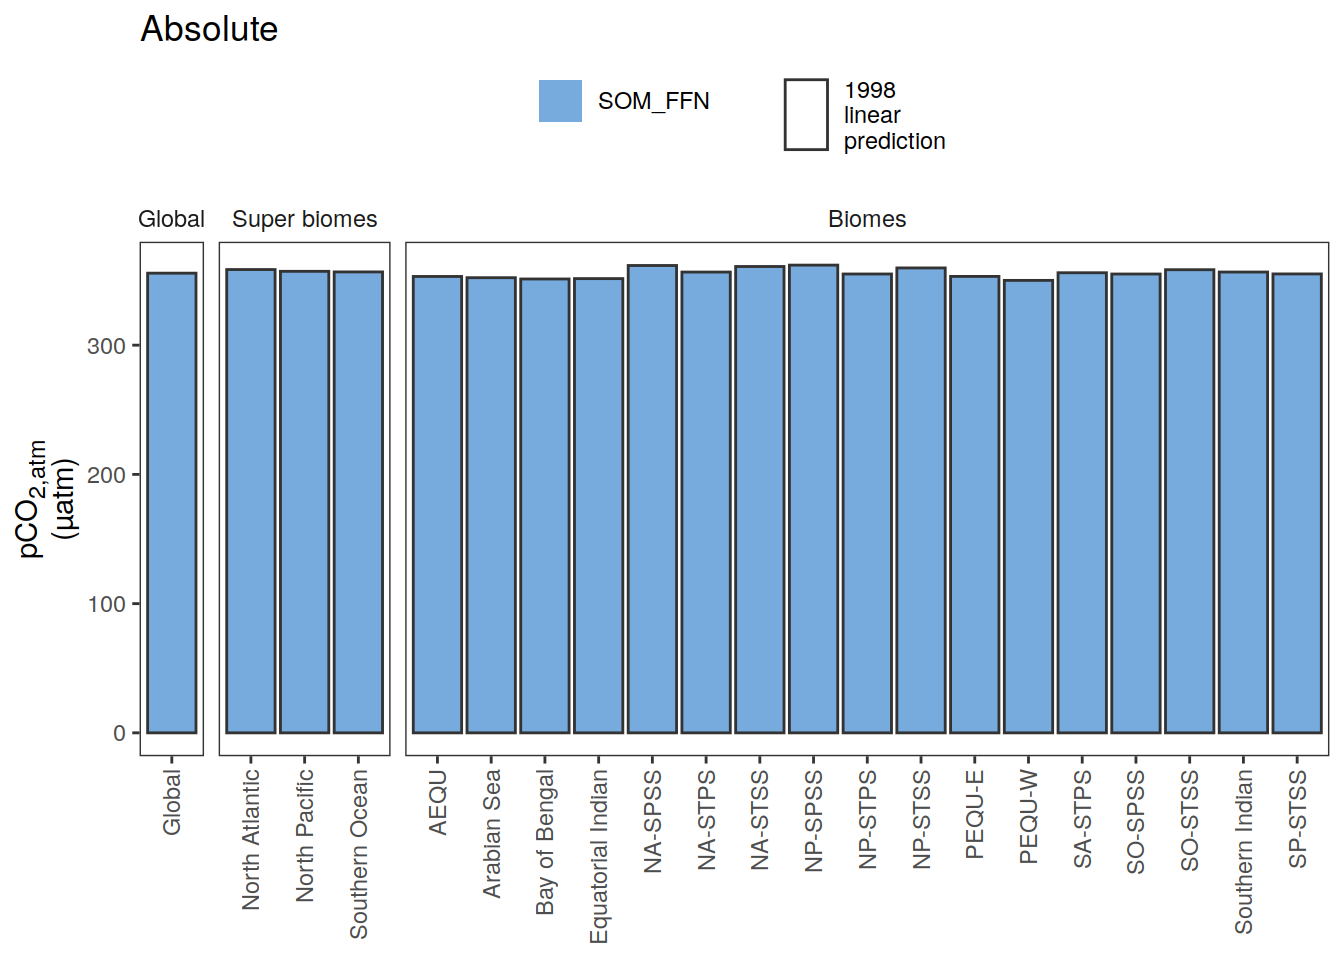 Absolute
SOM_FFN
1998
linear
prediction
Global
Super biomes
Biomes
pCO2,atm
(µatm)
300
200
100
0
Global
North Atlantic
North Pacific
Southern Ocean
AEQU
Arabian Sea
Bay of Bengal
Equatorial Indian
NA-SPSS
NA-STPS
NA-STSS
NP-SPSS
NP-STPS
NP-STSS
PEQU-E
PEQU-W
SA-STPS
SO-SPSS
SO-STSS
Southern Indian
SP-STSS